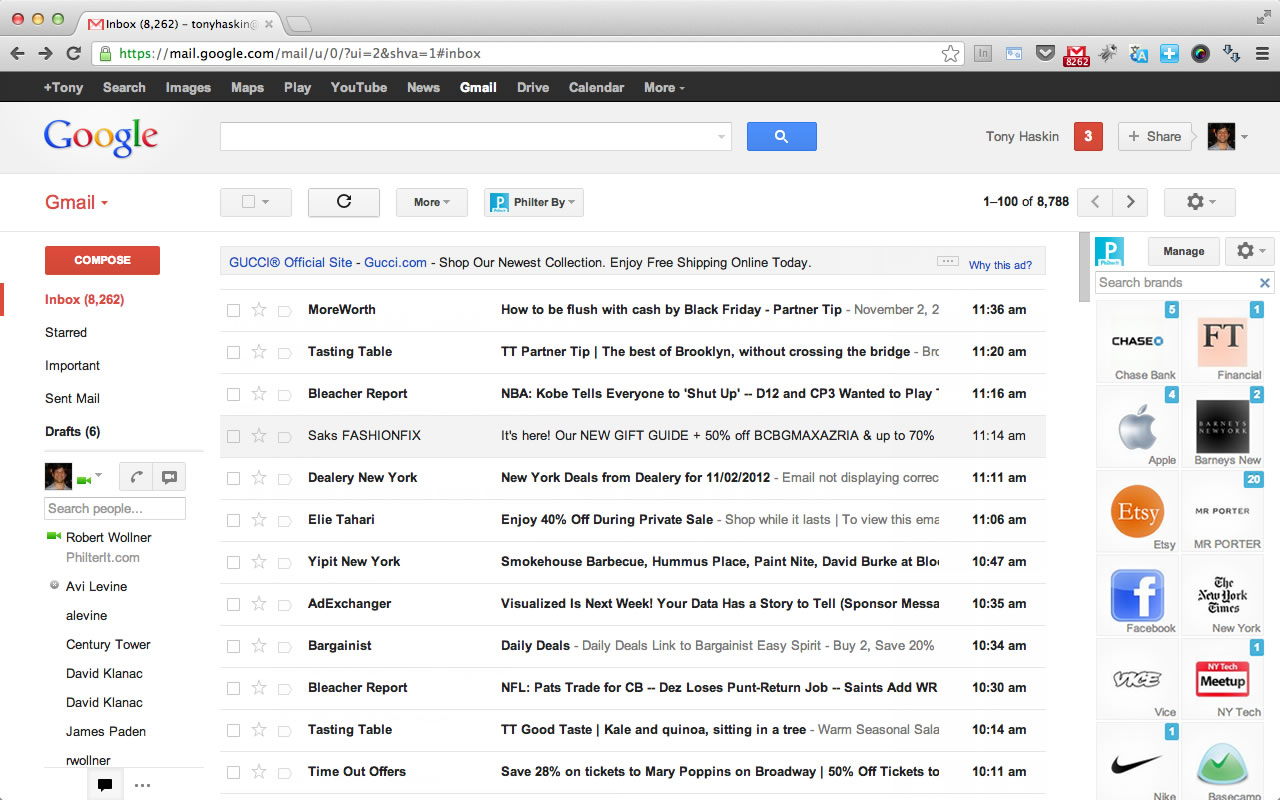 Inbox (8,262) – tonyhaskin@
https://mail.google.com/mail/u/0/?ui=2&shva=1#inbox
8262
+Tony Search Images Maps Play YouTube News Gmail Drive Calendar More
Google
Tony Haskin 3 + Share
Gmail
More
Philter By
1–100 of 8,788
COMPOSE
Inbox (8,262)
Starred
Important
Sent Mail
Drafts (6)
Search people...
Robert Wollner
PhilterIt.com
Avi Levine
alevine
Century Tower
David Klanac
David Klanac
James Paden
rwollner
GUCCI® Official Site - Gucci.com - Shop Our Newest Collection. Enjoy Free Shipping Online Today. Why this ad?
MoreWorth How to be flush with cash by Black Friday - Partner Tip - November 2, 2 11:36 am
Tasting Table TT Partner Tip | The best of Brooklyn, without crossing the bridge - Bro 11:20 am
Bleacher Report NBA: Kobe Tells Everyone to 'Shut Up' -- D12 and CP3 Wanted to Play T 11:16 am
Saks FASHIONFIX It's here! Our NEW GIFT GUIDE + 50% off BCBGMAXAZRIA & up to 70% 11:14 am
Dealery New York New York Deals from Dealery for 11/02/2012 - Email not displaying correc 11:11 am
Elie Tahari Enjoy 40% Off During Private Sale - Shop while it lasts | To view this ema 11:06 am
Yipit New York Smokehouse Barbecue, Hummus Place, Paint Nite, David Burke at Bloo 10:47 am
AdExchanger Visualized Is Next Week! Your Data Has a Story to Tell (Sponsor Messa 10:35 am
Bargainist Daily Deals - Daily Deals Link to Bargainist Easy Spirit - Buy 2, Save 20% 10:34 am
Bleacher Report NFL: Pats Trade for CB -- Dez Loses Punt-Return Job -- Saints Add WR 10:30 am
Tasting Table TT Good Taste | Kale and quinoa, sitting in a tree - Warm Seasonal Sala 10:14 am
Time Out Offers Save 28% on tickets to Mary Poppins on Broadway | 50% Off Tickets to 10:11 am
PhilterIt
Manage
Search brands
5 1
CHASE FT
Chase Bank Financial
4 2
BARNEYS
NEWYORK
Apple Barneys New
20
Etsy MR PORTER
Etsy MR PORTER
The
New York
Times
Facebook New York
1
VICE
NY Tech
Meetup
Vice NY Tech
1
Nike Basecamp